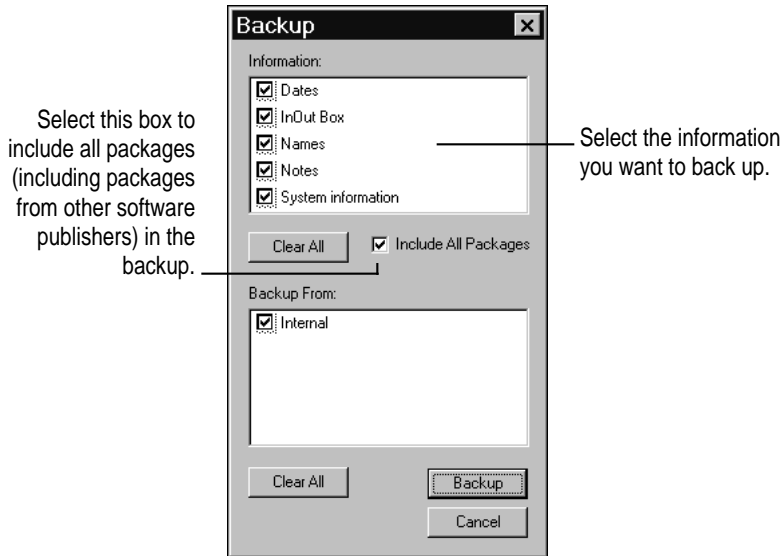 Backup
Information:
Dates
InOut Box
Names
Notes
System information
Select this box to
include all packages
(including packages
from other software
publishers) in the
backup.
Select the information
you want to back up.
Clear All
Include All Packages
Backup From:
Internal
Clear All
Backup
Cancel